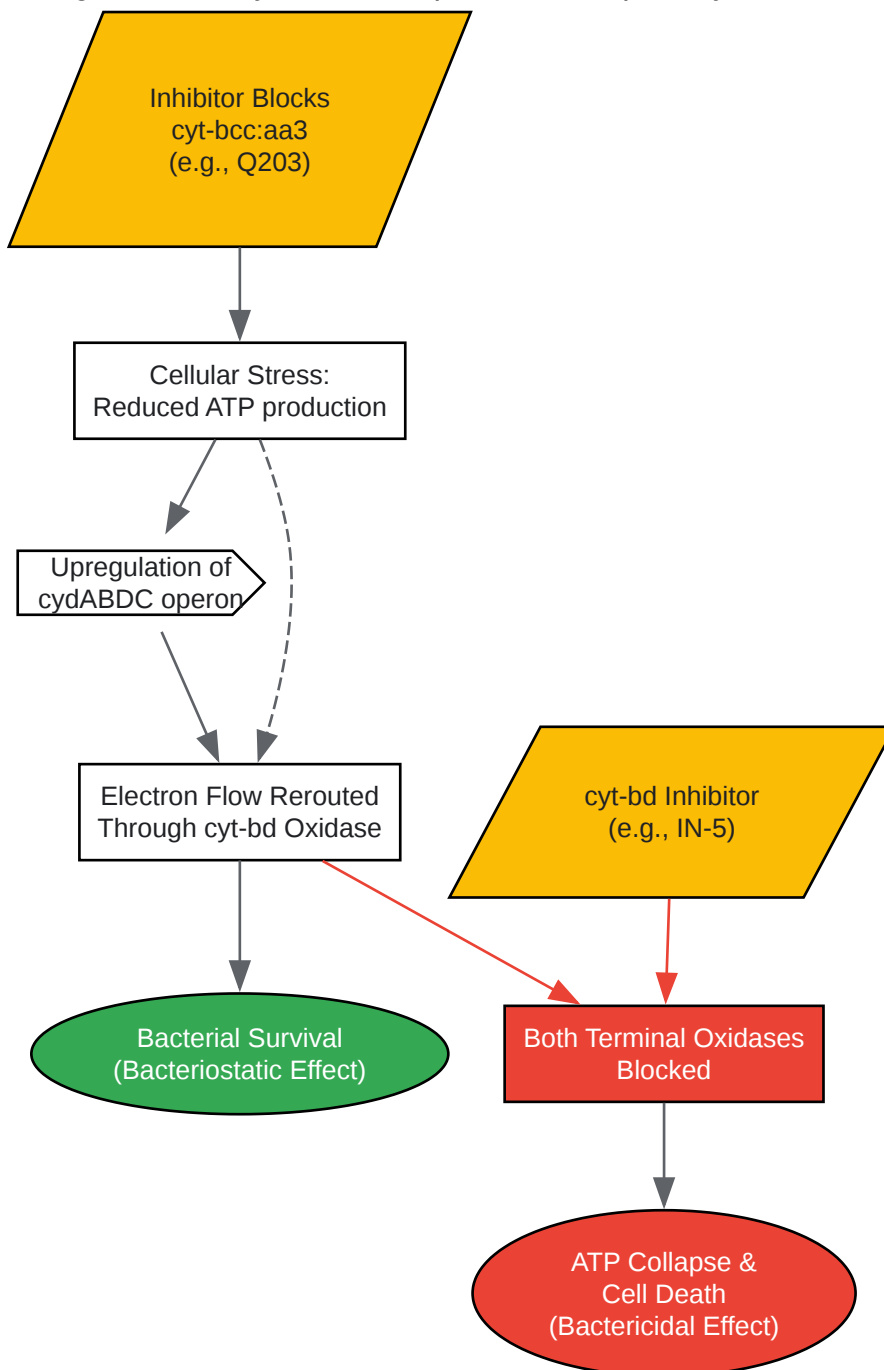 Inhibitor Blocks
cyt-bcc:aa3
(e.g., Q203)
Cellular Stress:
Reduced ATP production
Upregulation of
cydABDC operon
Electron Flow Rerouted
Through cyt-bd Oxidase
cyt-bd Inhibitor
(e.g., IN-5)
Bacterial Survival
(Bacteriostatic Effect)
Both Terminal Oxidases
Blocked
ATP Collapse &
Cell Death
(Bactericidal Effect)